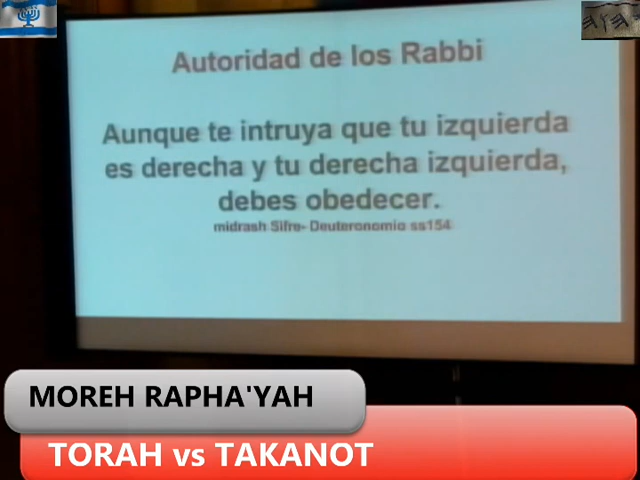 Autoridad de los Rabbi
Aunque te intruya que tu izquierda
es derecha y tu derecha izquierda,
debes obedecer.
midrash Sifre- Deuteronomio ss154
MOREH RAPHA'YAH
TORAH vs TAKANOT